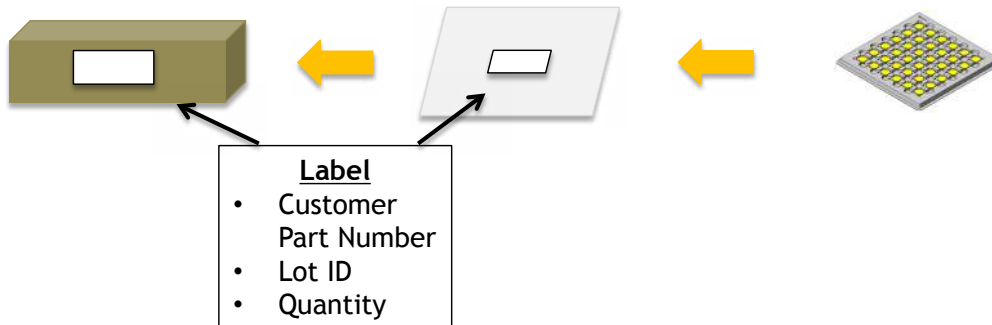 Label
• Customer
Part Number
• Lot ID
• Quantity